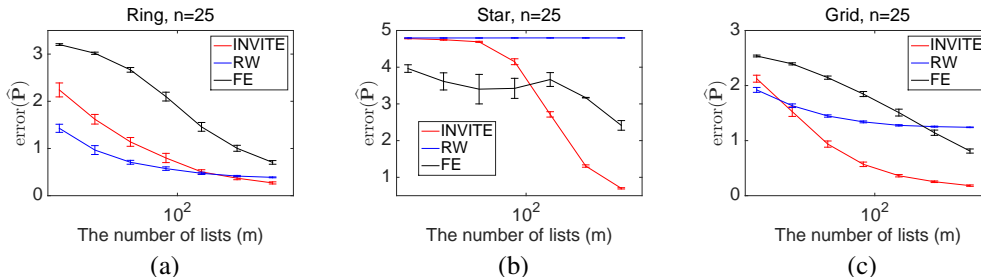 Ring, n=25
error(P̂)
3
2
1
0
INVITE
RW
FE
10²
The number of lists (m)
(a)
Star, n=25
error(P̂)
5
4
3
2
1
INVITE
RW
FE
10²
The number of lists (m)
(b)
Grid, n=25
error(P̂)
3
2
1
0
INVITE
RW
FE
10²
The number of lists (m)
(c)